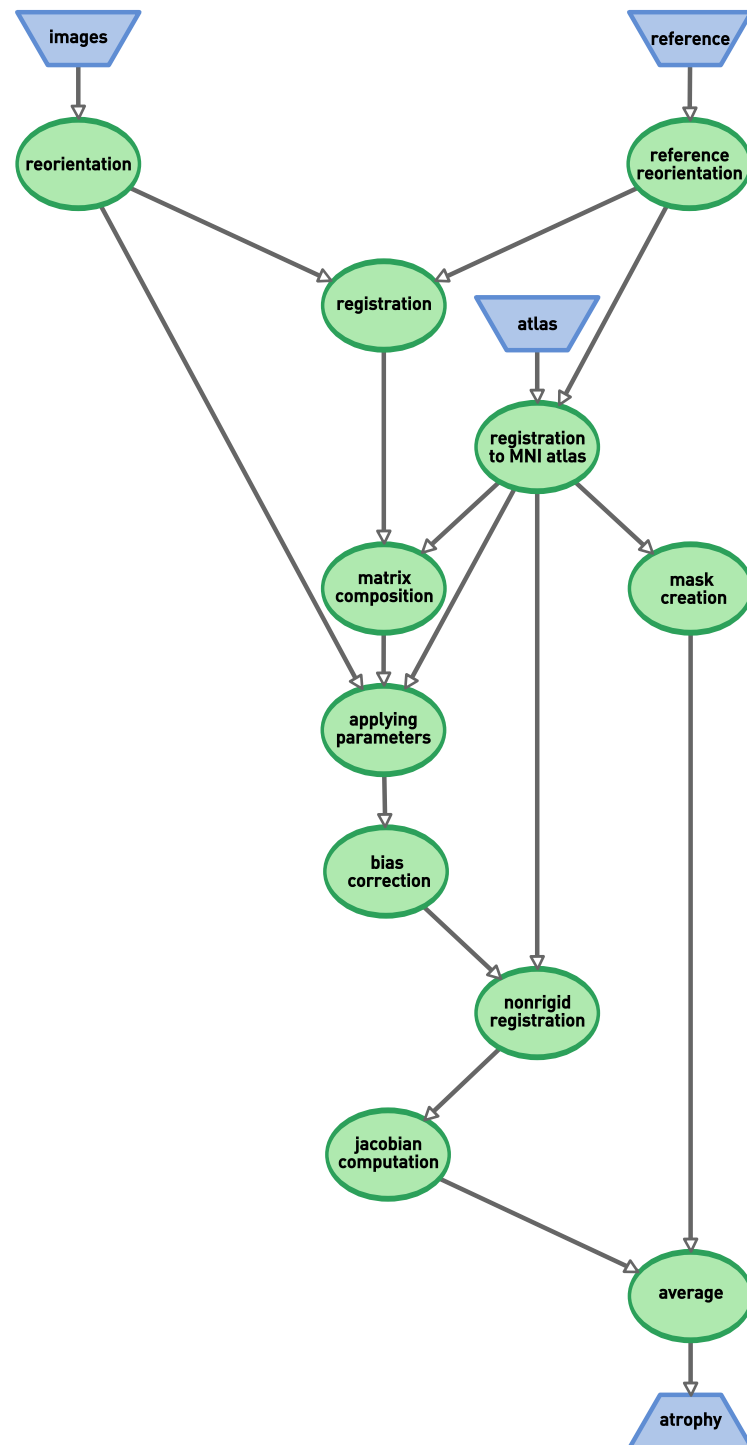 images
reference
reorientation
reference
reorientation
registration
atlas
registration
to MNI atlas
matrix
composition
mask
creation
applying
parameters
bias
correction
nonrigid
registration
jacobian
computation
average
atrophy